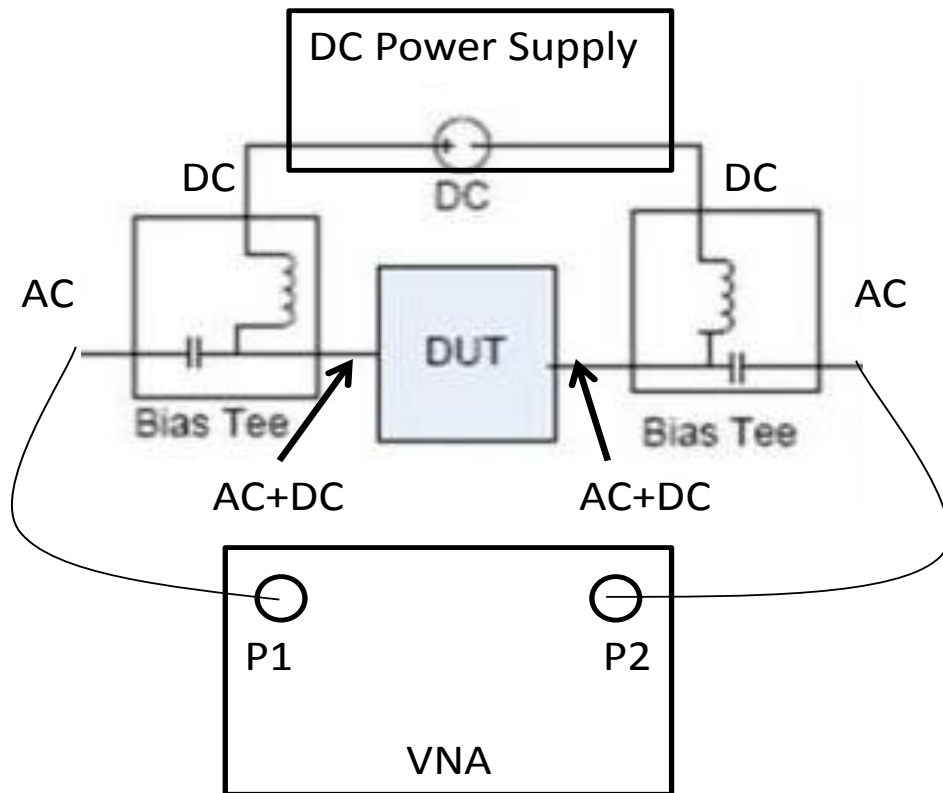 DC Power Supply
+ -
DC
DC
DC
AC
AC
DUT
Bias Tee
Bias Tee
AC+DC
AC+DC
P1
P2
VNA